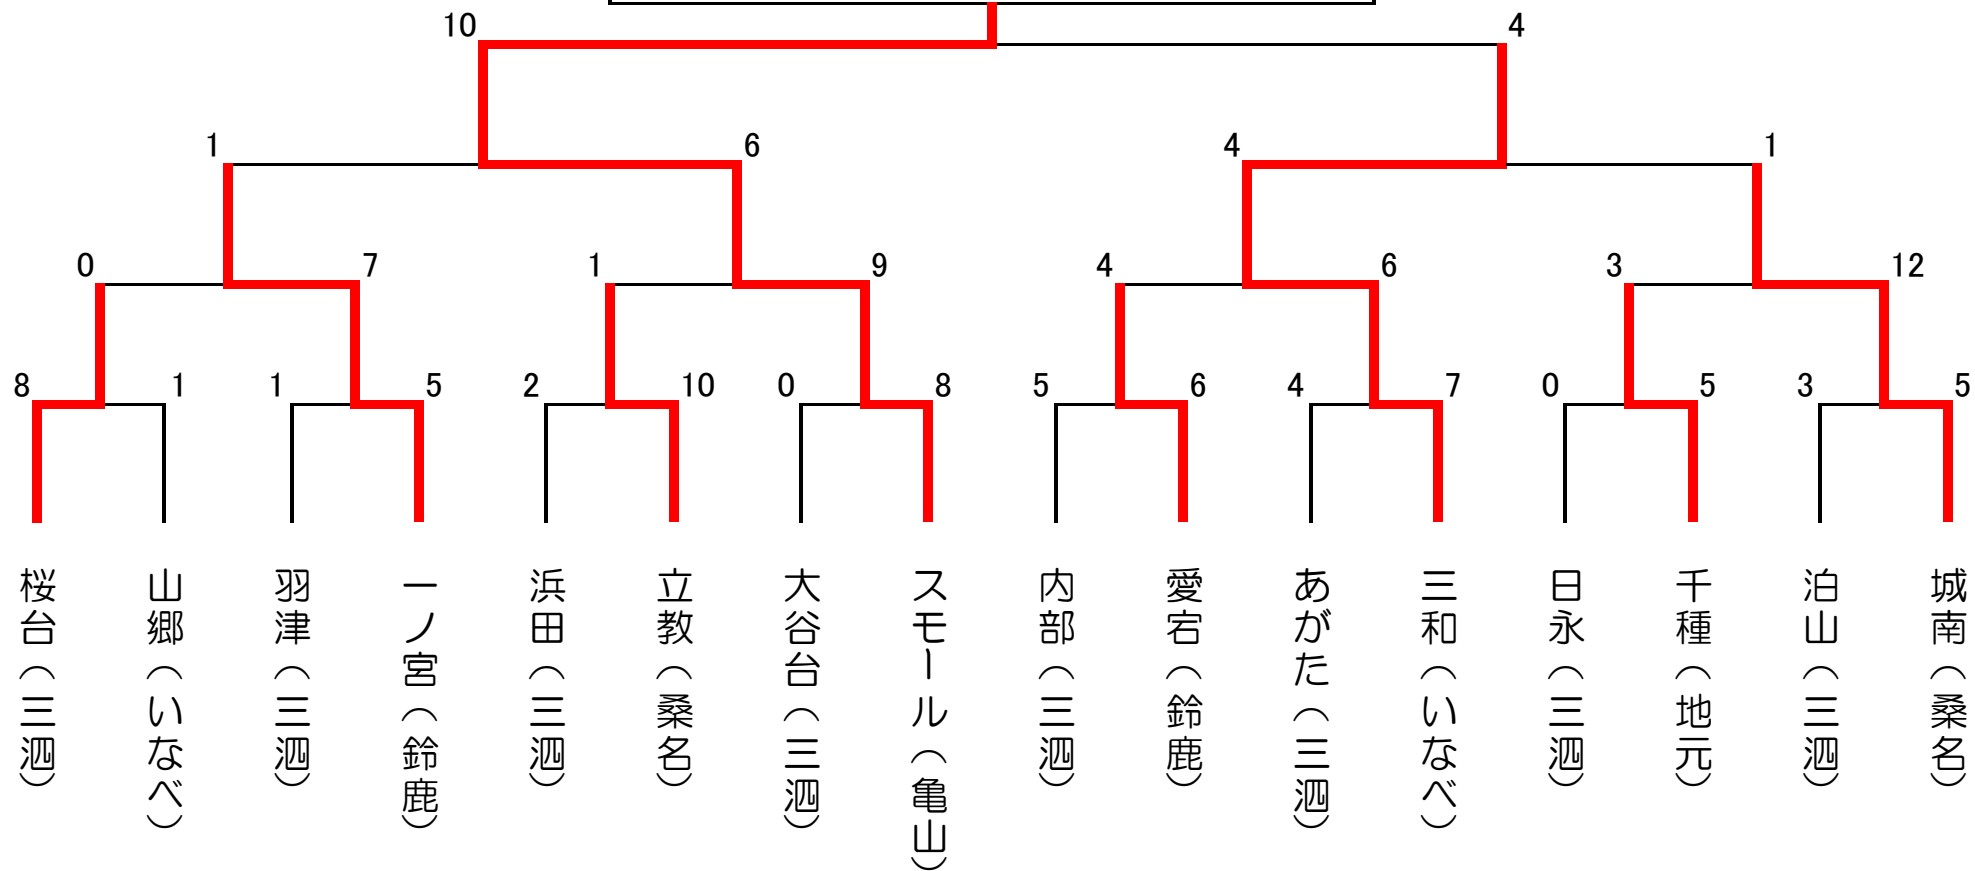 10 4
1 6 4 1
0 7 1 9 4 6 3 12
8 1 1 5 2 10 0 8 5 6 4 7 0 5 3 5
桜台（三泗）
山郷（いなべ）
羽津（三泗）
一ノ宮（鈴鹿）
浜田（三泗）
立教（桑名）
大谷台（三泗）
スモール（亀山）
内部（三泗）
愛宕（鈴鹿）
あがた（三泗）
三和（いなべ）
日永（三泗）
千種（地元）
泊山（三泗）
城南（桑名）